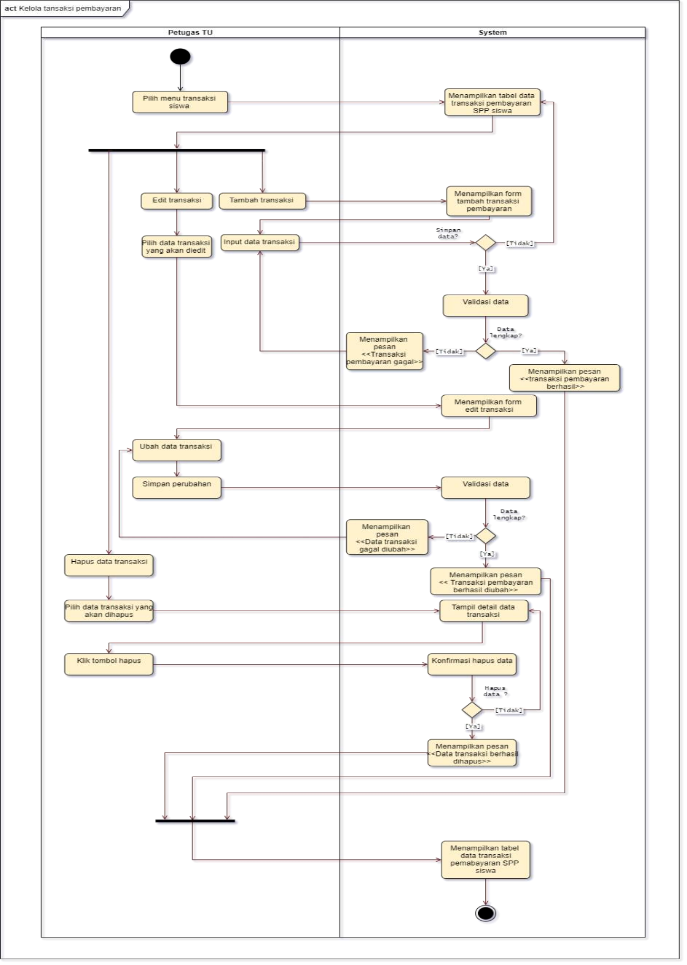 act Kelola tansaksi pembayaran
Petugas TU
System
Pilih menu transaksi
siswa
Menampilkan tabel data
transaksi pembayaran
SPP siswa
Edit transaksi
Tambah transaksi
Menampilkan form
tambah transaksi
pembayaran
Pilih data transaksi
yang akan diedit
Input data transaksi
Simpan
data?
[Tidak]
[Ya]
Validasi data
Data
lengkap?
Menampilkan
pesan
<<Transaksi
pembayaran gagal>>
[Tidak]
[Ya]
Menampilkan pesan
<<transaksi pembayaran
berhasil>>
Menampilkan form
edit transaksi
Ubah data transaksi
Simpan perubahan
Validasi data
Data
lengkap?
Menampilkan
pesan
<<Data transaksi
gagal diubah>>
[Tidak]
[Ya]
Hapus data transaksi
Menampilkan pesan
<< Transaksi pembayaran
berhasil diubah>>
Pilih data transaksi yang
akan dihapus
Tampil detail data
transaksi
Klik tombol hapus
Konfirmasi hapus data
Hapus
data ?
[Tidak]
[Ya]
Menampilkan pesan
<<Data transaksi berhasil
dihapus>>
Menampilkan tabel
data transaksi
pemabayaran SPP
siswa